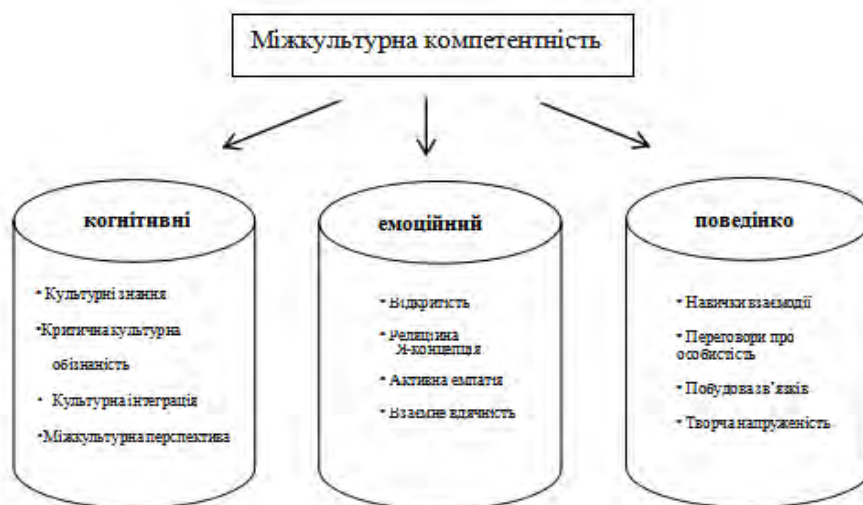 Міжкультурна компетентність
когнітивні
• Культурні знання
•Критична культурна
обізнаність
• Культурна інтеграція
•Міжкультурна перспектива
емоційний
• Відкритість
• Реляційна
Я-концепція
• Активна емпатія
• Взаємне вдячність
поведінко
• Навички взаємодії
• Переговори про
особистість
• Побудова зв’язків
• Творча напруженість